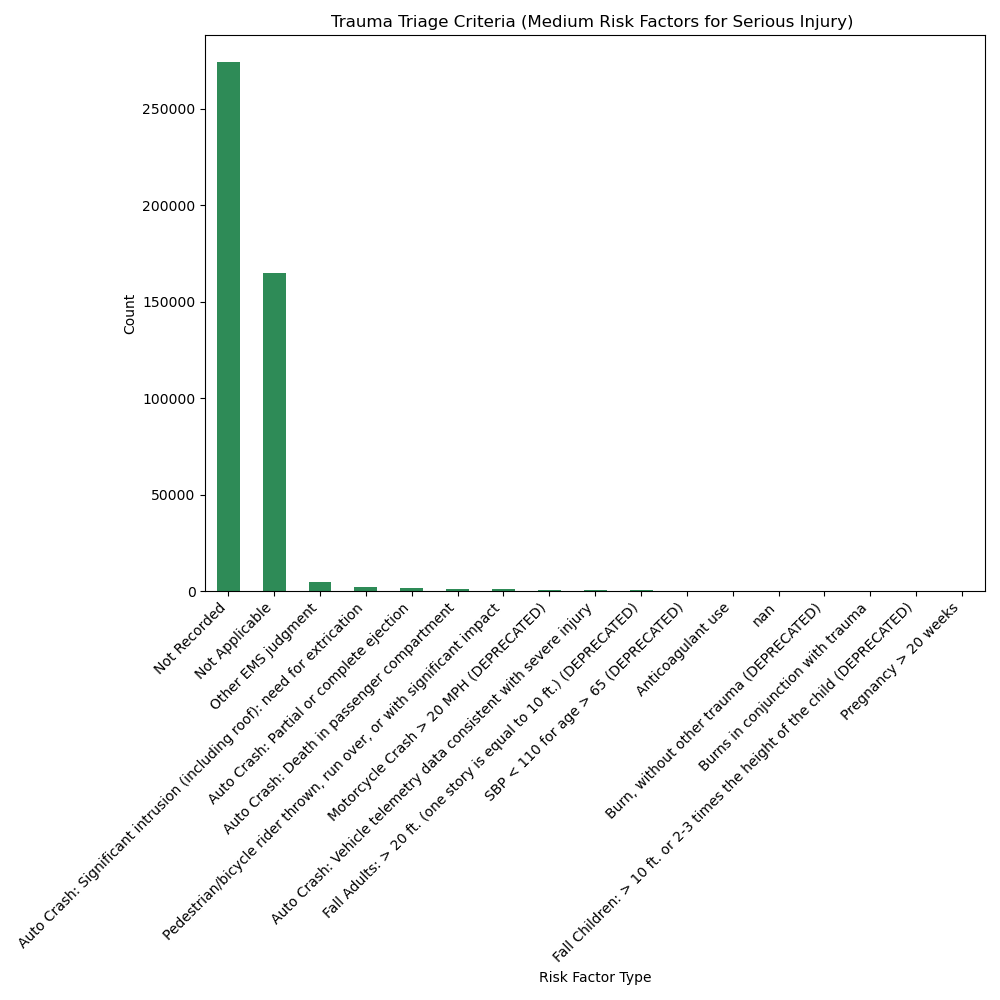 Trauma Triage Criteria (Medium Risk Factors for Serious Injury)
Count
250000
200000
150000
100000
50000
0
Not Recorded
Not Applicable
Other EMS judgment
Auto Crash: Significant intrusion (including roof): need for extrication
Auto Crash: Partial or complete ejection
Auto Crash: Death in passenger compartment
Pedestrian/bicycle rider thrown, run over, or with significant impact
Motorcycle Crash > 20 MPH (DEPRECATED)
Auto Crash: Vehicle telemetry data consistent with severe injury
Fall Adults: > 20 ft. (one story is equal to 10 ft.) (DEPRECATED)
SBP < 110 for age > 65 (DEPRECATED)
Anticoagulant use
nan
Burn, without other trauma (DEPRECATED)
Burns in conjunction with trauma
Fall Children: > 10 ft. or 2-3 times the height of the child (DEPRECATED)
Pregnancy > 20 weeks
Risk Factor Type